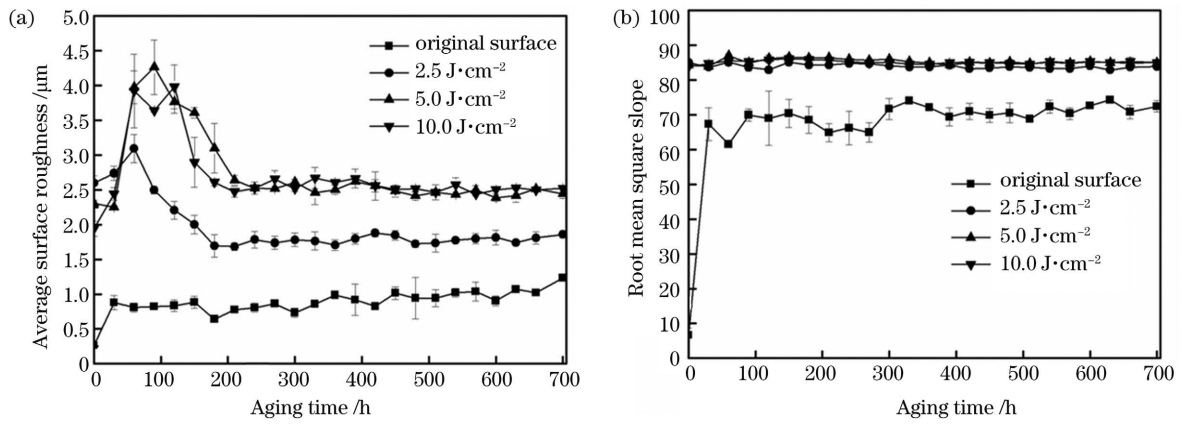 (a)
5.0
4.5
4.0
3.5
3.0
2.5
2.0
1.5
1.0
0.5
0
Average surface roughness /μm
original surface
2.5 J·cm⁻²
5.0 J·cm⁻²
10.0 J·cm⁻²
0 100 200 300 400 500 600 700
Aging time /h
(b)
100
90
80
70
60
50
40
30
20
10
0
Root mean square slope
original surface
2.5 J·cm⁻²
5.0 J·cm⁻²
10.0 J·cm⁻²
0 100 200 300 400 500 600 700
Aging time /h